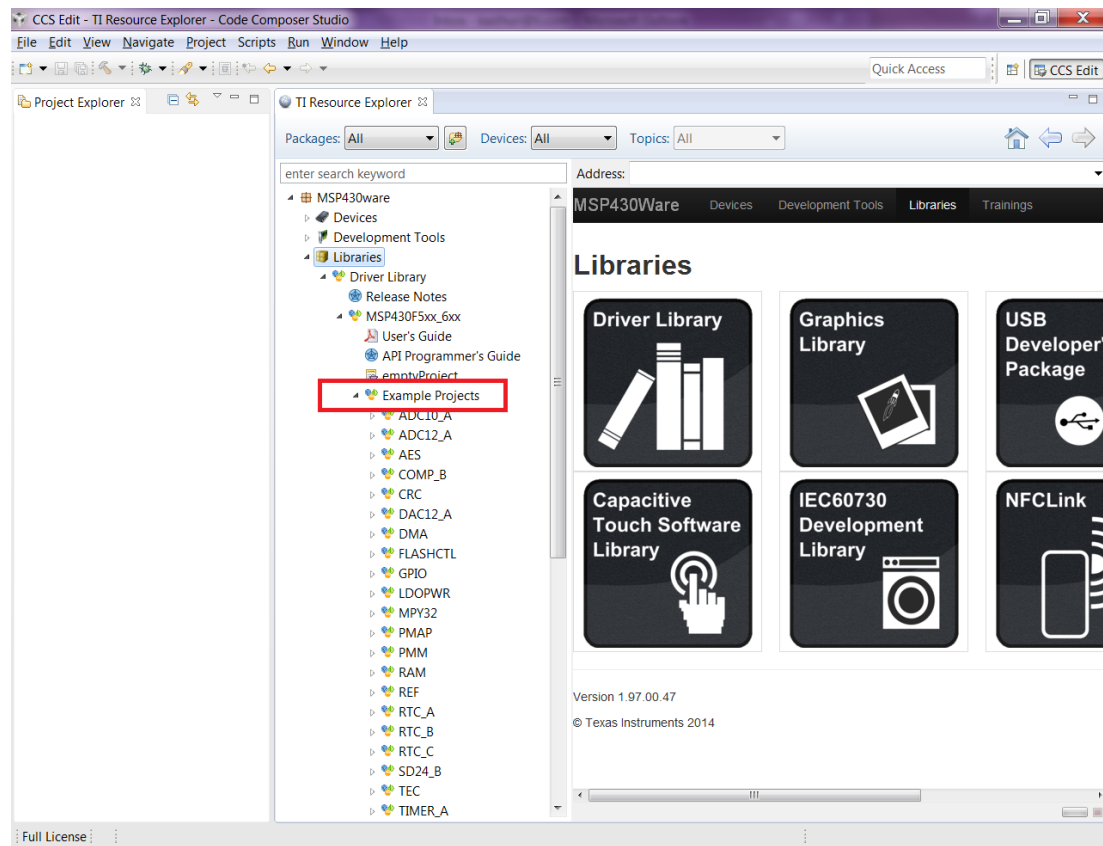 CCS Edit - TI Resource Explorer - Code Composer Studio
File Edit View Navigate Project Scripts Run Window Help
Quick Access
CCS Edit
Project Explorer
TI Resource Explorer
Packages: All Devices: All Topics: All
enter search keyword
Address:
MSP430ware
Devices
Development Tools
Libraries
Driver Library
Release Notes
MSP430F5xx_6xx
User's Guide
API Programmer's Guide
emptyProject
Example Projects
ADC10_A
ADC12_A
AES
COMP_B
CRC
DAC12_A
DMA
FLASHCTL
GPIO
LDOPWR
MPY32
PMAP
PMM
RAM
REF
RTC_A
RTC_B
RTC_C
SD24_B
TEC
TIMER_A
MSP430Ware Devices Development Tools Libraries Trainings
Libraries
Driver Library
Graphics
Library
USB
Developer'
Package
Capacitive
Touch Software
Library
IEC60730
Development
Library
NFCLink
Version 1.97.00.47
© Texas Instruments 2014
Full License